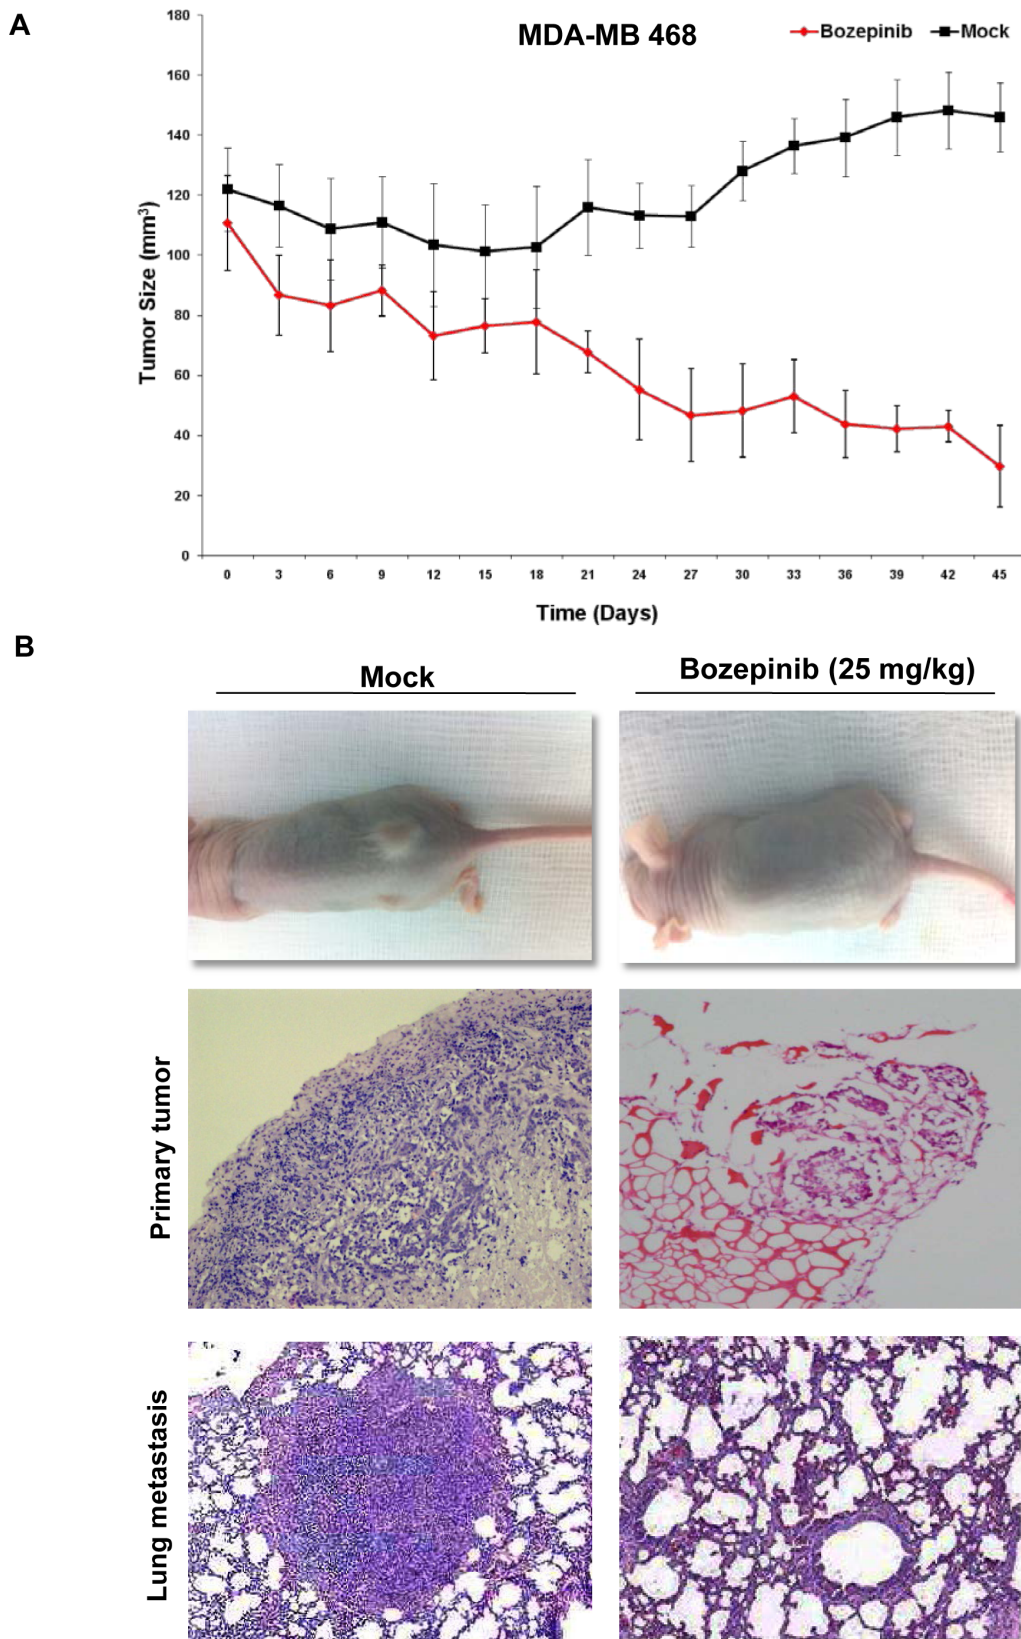 A
MDA-MB 468
Bozepinib
Mock
Tumor Size (mm³)
180
160
140
120
100
80
60
40
20
0
0 3 6 9 12 15 18 21 24 27 30 33 36 39 42 45
Time (Days)
B
Mock
Bozepinib (25 mg/kg)
Primary tumor
Lung metastasis